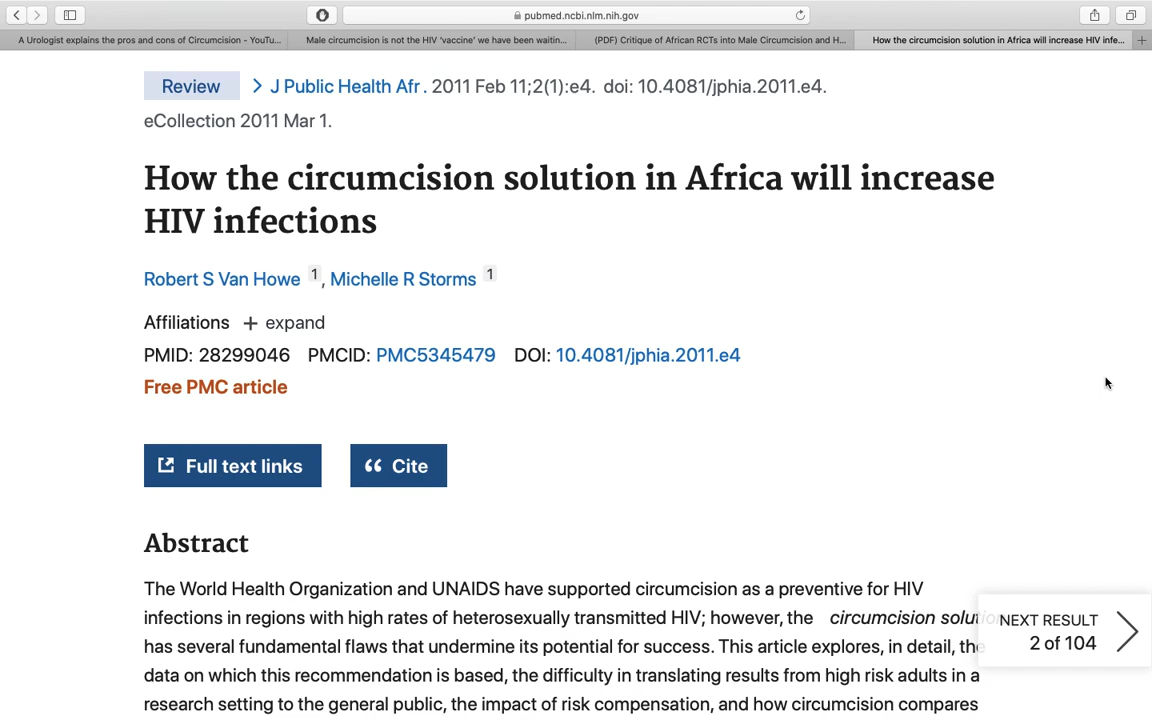 pubmed.ncbi.nlm.nih.gov
A Urologist explains the pros and cons of Circumcision - YouTu...
Male circumcision is not the HIV 'vaccine' we have been waitin...
(PDF) Critique of African RCTs into Male Circumcision and H...
How the circumcision solution in Africa will increase HIV infe...
Review
J Public Health Afr. 2011 Feb 11;2(1):e4. doi: 10.4081/jphia.2011.e4.
eCollection 2011 Mar 1.
How the circumcision solution in Africa will increase
HIV infections
Robert S Van Howe 1, Michelle R Storms 1
Affiliations + expand
PMID: 28299046 PMCID: PMC5345479 DOI: 10.4081/jphia.2011.e4
Free PMC article
Full text links
Cite
Abstract
The World Health Organization and UNAIDS have supported circumcision as a preventive for HIV
infections in regions with high rates of heterosexually transmitted HIV; however, the circumcision solution
has several fundamental flaws that undermine its potential for success. This article explores, in detail, the
data on which this recommendation is based, the difficulty in translating results from high risk adults in a
research setting to the general public, the impact of risk compensation, and how circumcision compares
NEXT RESULT
2 of 104